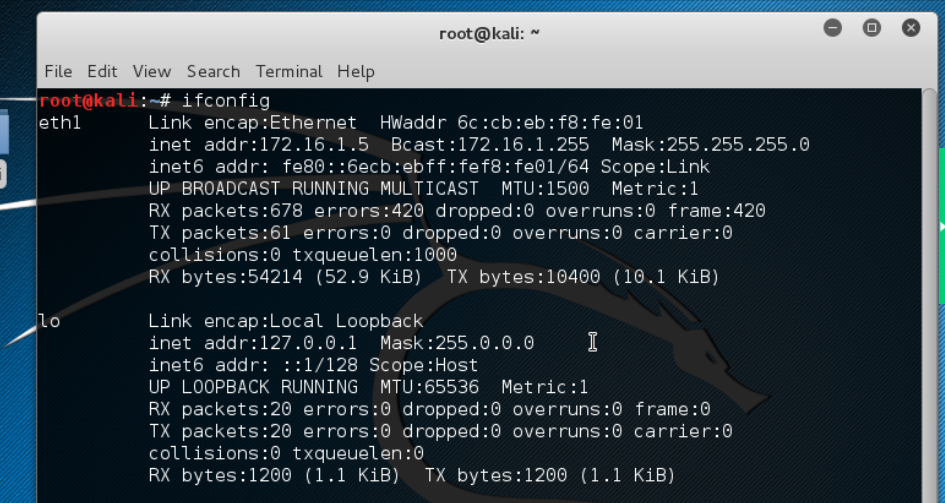 root@kali: ~
File Edit View Search Terminal Help
root@kali:~# ifconfig
eth1 Link encap:Ethernet HWaddr 6c:cb:eb:f8:fe:01
inet addr:172.16.1.5 Bcast:172.16.1.255 Mask:255.255.255.0
inet6 addr: fe80::6ecb:ebff:fef8:fe01/64 Scope:Link
UP BROADCAST RUNNING MULTICAST MTU:1500 Metric:1
RX packets:678 errors:420 dropped:0 overruns:0 frame:420
TX packets:61 errors:0 dropped:0 overruns:0 carrier:0
collisions:0 txqueuelen:1000
RX bytes:54214 (52.9 KiB) TX bytes:10400 (10.1 KiB)
lo Link encap:Local Loopback
inet addr:127.0.0.1 Mask:255.0.0.0
inet6 addr: ::1/128 Scope:Host
UP LOOPBACK RUNNING MTU:65536 Metric:1
RX packets:20 errors:0 dropped:0 overruns:0 frame:0
TX packets:20 errors:0 dropped:0 overruns:0 carrier:0
collisions:0 txqueuelen:0
RX bytes:1200 (1.1 KiB) TX bytes:1200 (1.1 KiB)